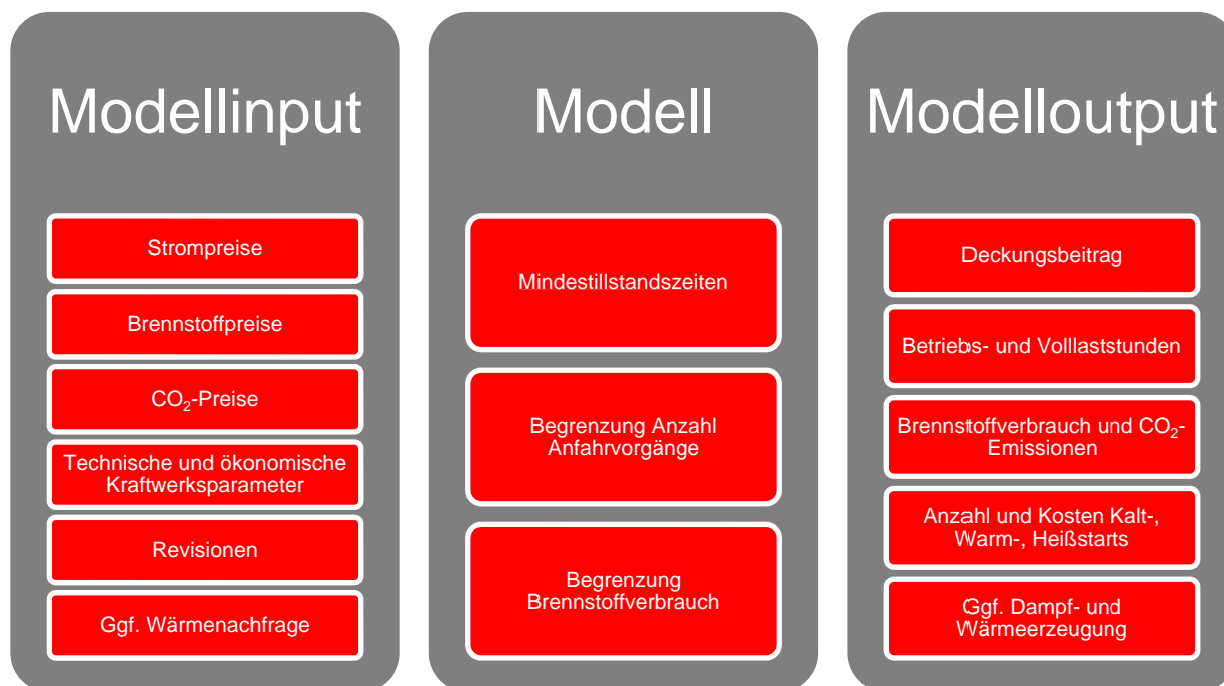 Modellinput
Strompreise
Brennstoffpreise
CO₂-Preise
Technische und ökonomische
Kraftwerksparameter
Revisionen
Ggf. Wärmenachfrage
Modell
Mindestillstandszeiten
Begrenzung Anzahl
Anfahrvorgänge
Begrenzung
Brennstoffverbrauch
Modelloutput
Deckungsbeitrag
Betriebs- und Volllaststunden
Brennstoffverbrauch und CO₂-
Emissionen
Anzahl und Kosten Kalt-,
Warm-, Heißstarts
Ggf. Dampf- und
Wärmeerzeugung